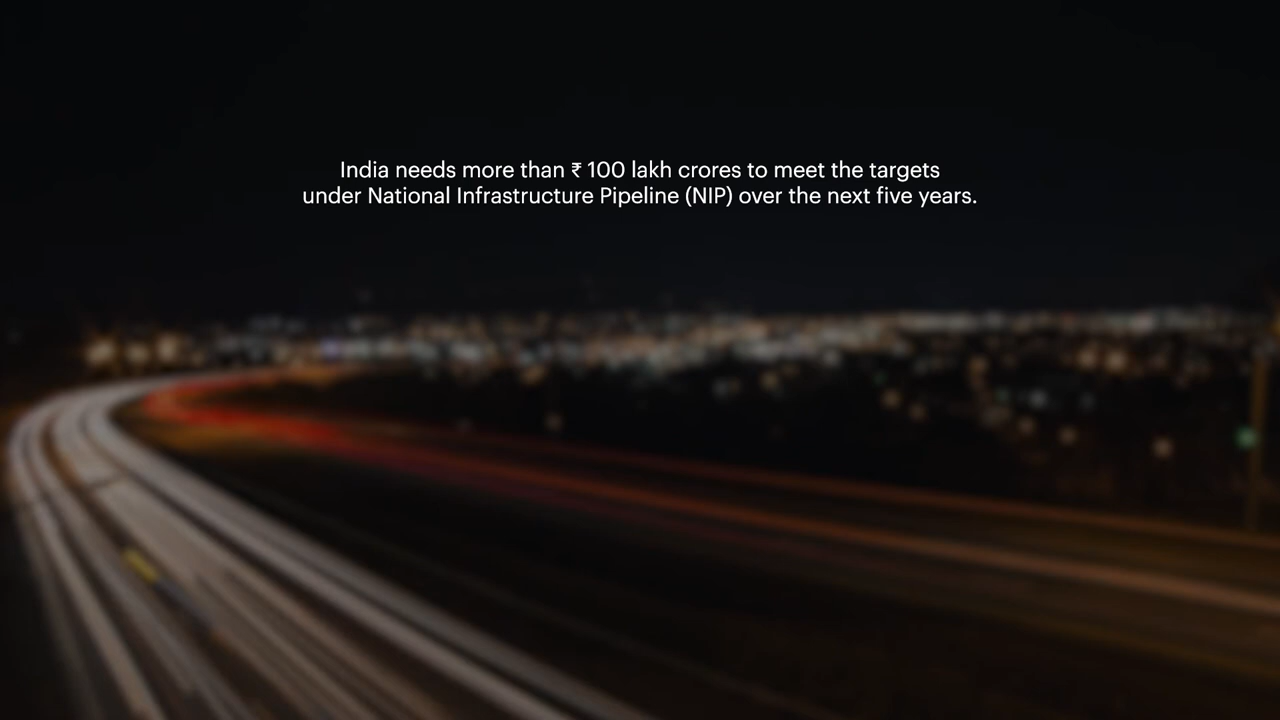 India needs more than ₹ 100 lakh crores to meet the targets
under National Infrastructure Pipeline (NIP) over the next five years.